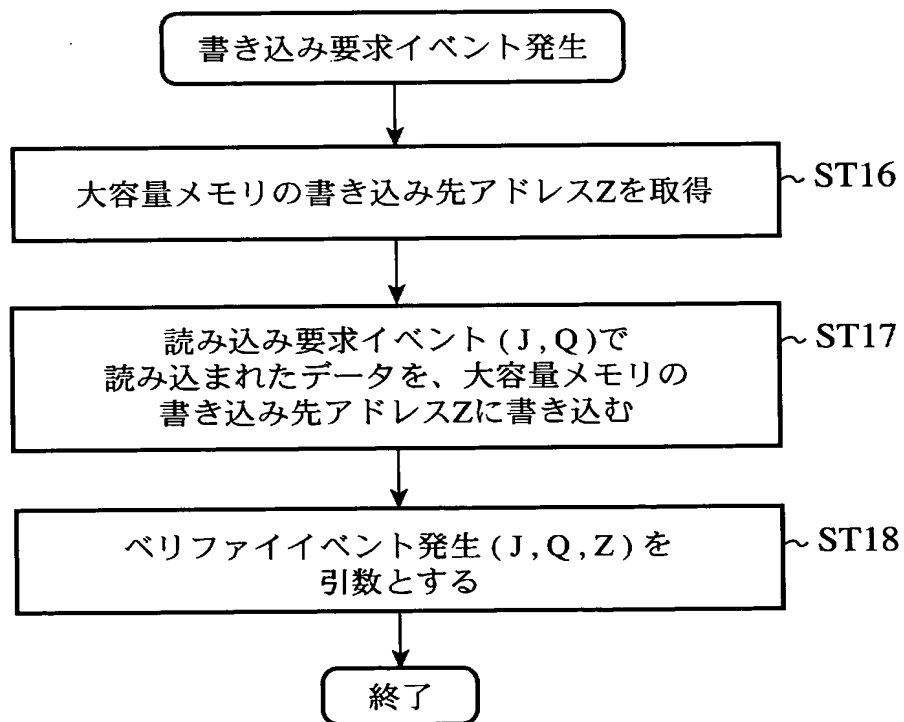 書き込み要求イベント発生
大容量メモリの書き込み先アドレスZを取得
~ ST16
読み込み要求イベント(J,Q)で
読み込まれたデータを、大容量メモリの
書き込み先アドレスZに書き込む
~ ST17
ベリファイイベント発生(J,Q,Z)を
引数とする
~ ST18
終了